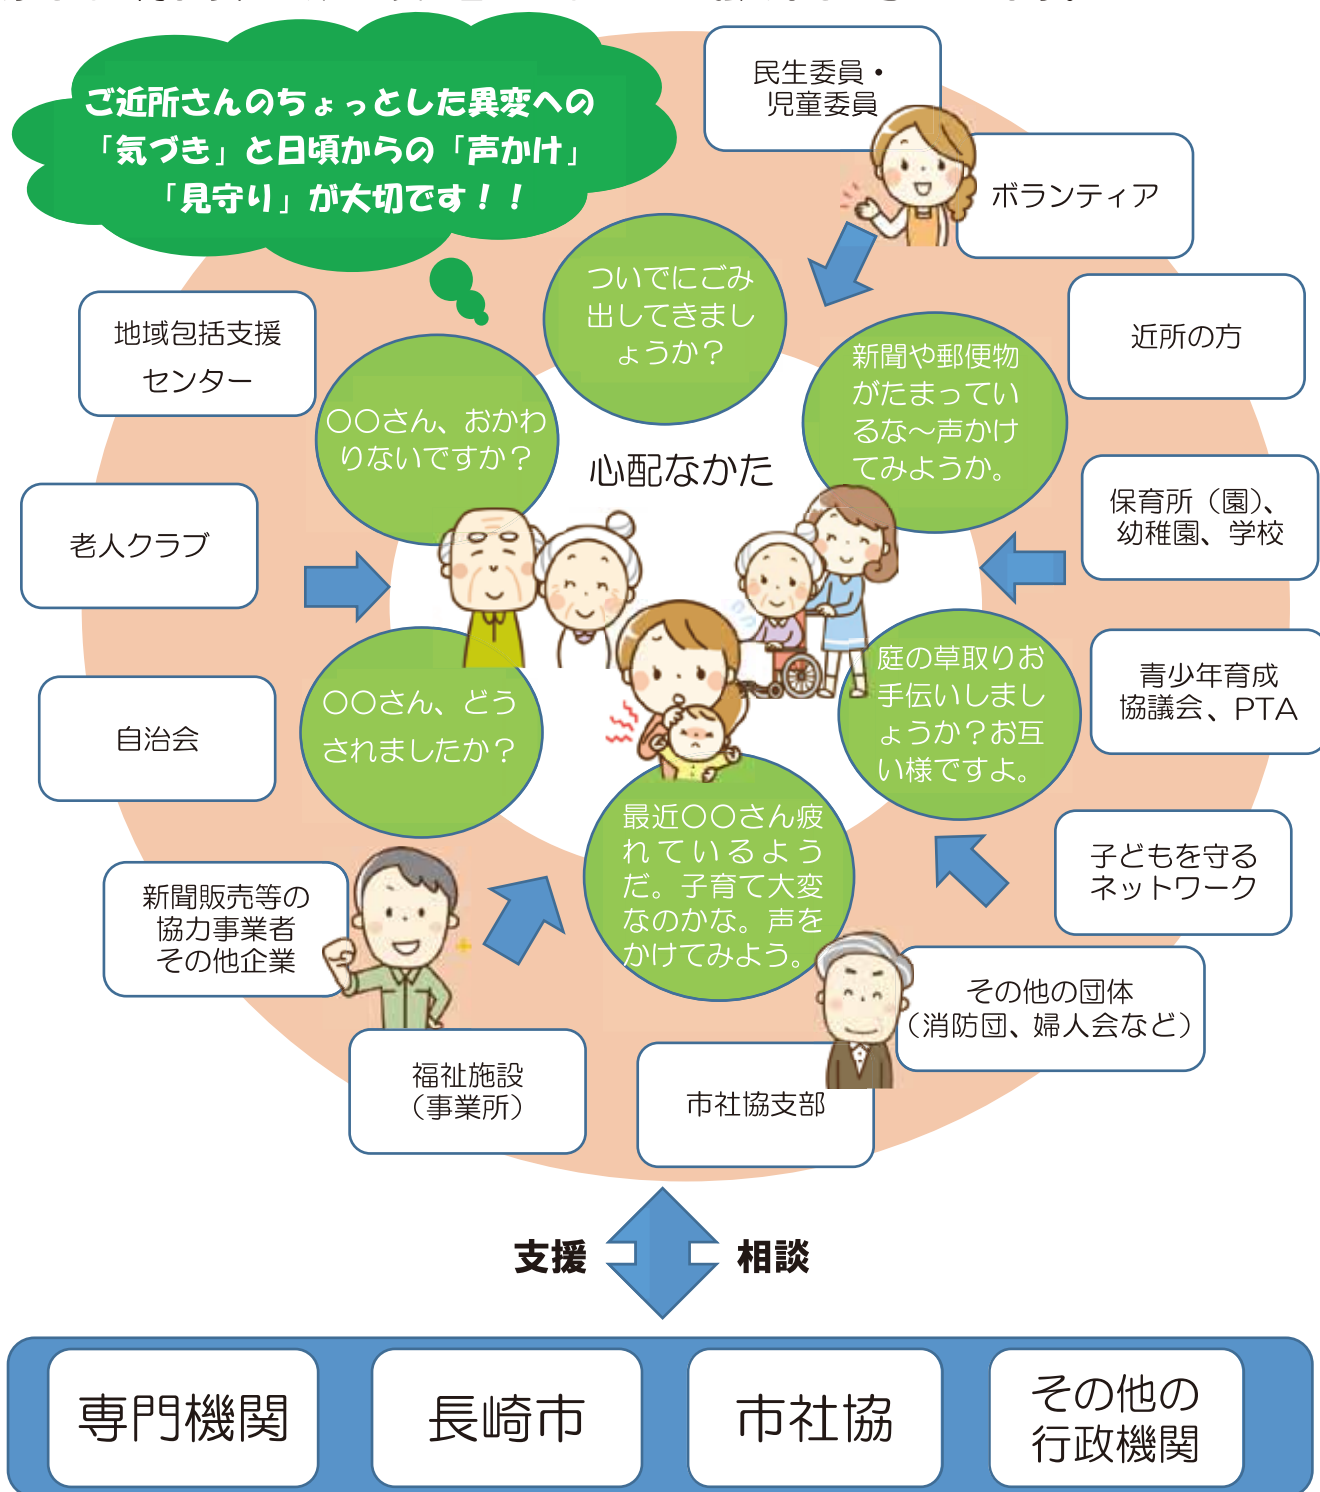 ご近所さんのちょっとした異変への
「気づき」と日頃からの「声かけ」
「見守り」が大切です！！
民生委員・
児童委員
ボランティア
近所の方
保育所（園）、
幼稚園、学校
青少年育成
協議会、PTA
子どもを守る
ネットワーク
その他の団体
（消防団、婦人会など）
市社協支部
福祉施設
（事業所）
新聞販売等の
協力事業者
その他企業
自治会
老人クラブ
地域包括支援
センター
ついでにごみ
出してきまし
ょうか？
新聞や郵便物
がたまってい
るな～声かけ
てみようか。
庭の草取りお
手伝いしまし
ょうか？お互
い様ですよ。
最近〇〇さん疲
れているよう
だ。子育て大変
なのかな。声を
かけてみよう。
〇〇さん、どう
されましたか？
〇〇さん、おかわ
りないですか？
心配なかた
支援
相談
専門機関
長崎市
市社協
その他の
行政機関